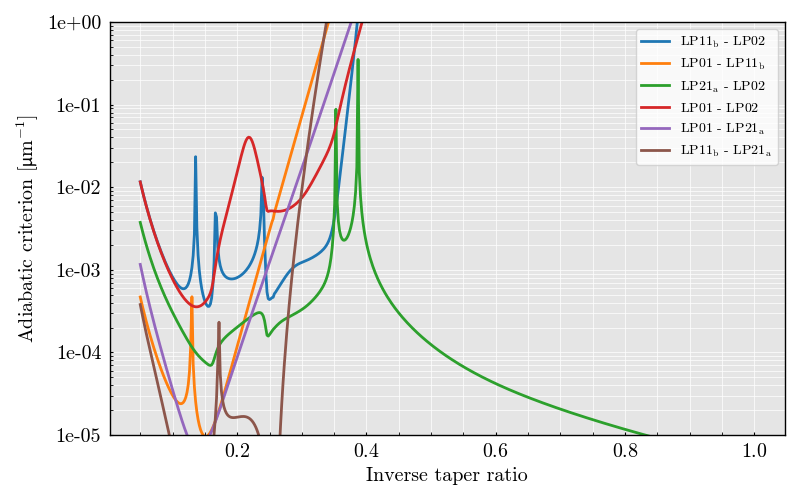 1e+00
1e-01
1e-02
1e-03
1e-04
1e-05
Adiabatic criterion [μm⁻¹]
LP11b - LP02
LP01 - LP11b
LP21a - LP02
LP01 - LP02
LP01 - LP21a
LP11b - LP21a
0.2 0.4 0.6 0.8 1.0
Inverse taper ratio